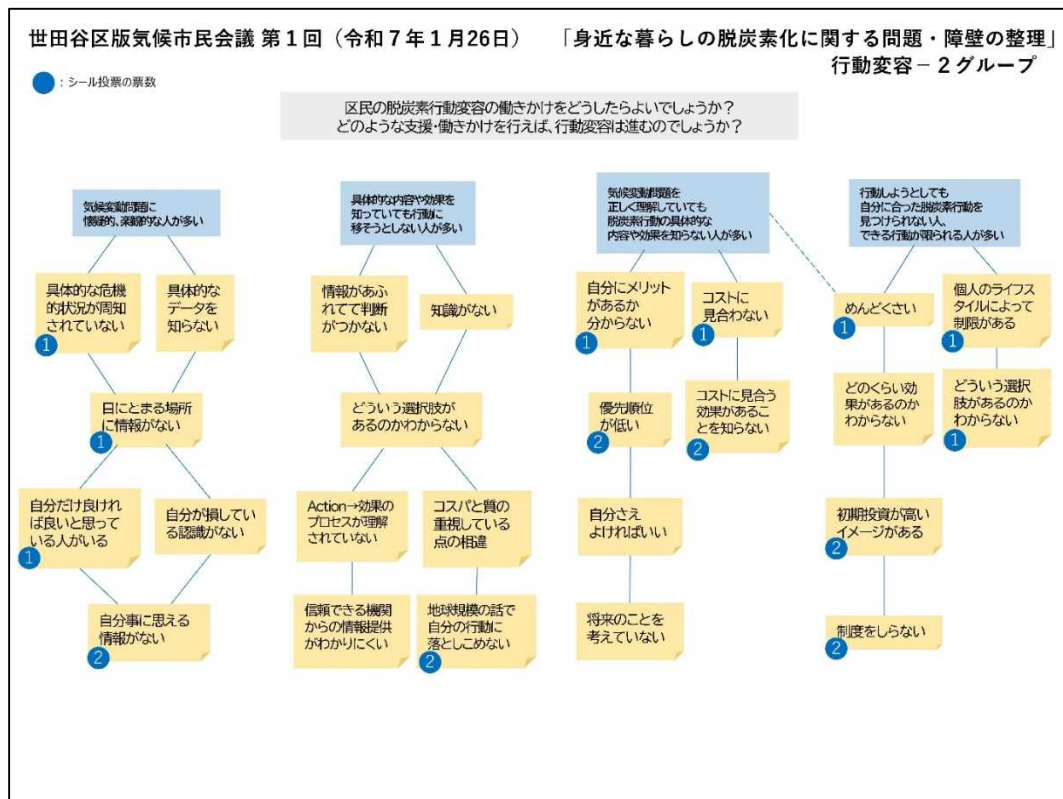 世田谷区版気候市民会議 第1回（令和7年1月26日） 「身近な暮らしの脱炭素化に関する問題・障壁の整理」
行動変容－2グループ
：シール投票の票数
区民の脱炭素行動変容の働きかけをどうしたらよいでしょうか？
どのような支援・働きかけを行えば、行動変容は進むのでしょうか？
気候変動問題に
懐疑的、楽観的な人が多い
具体的な危機
的状況が周知
されていない
1
具体的な
データを
知らない
目にとまる場所
に情報がない
1
自分だけ良けれ
ば良いと思って
いる人がいる
1
自分が損してい
る認識がない
自分事に思える
情報がない
2
具体的な内容や効果を
知っていても行動に
移そうとしない人が多い
情報があふ
れてて判断
がつかない
知識がない
どういう選択肢が
あるのかわからない
Action→効果の
プロセスが理解
されていない
コスパと質の
重視している
点の相違
信頼できる機関
からの情報提供
がわかりにくい
地球規模の話で
自分の行動に
落としこめない
2
気候変動問題を
正しく理解していても
脱炭素行動の具体的な
内容や効果を知らない人が多い
自分にメリット
があるか
分からない
1
コストに
見合わない
1
優先順位
が低い
2
コストに見合う
効果があるこ
とを知らない
2
自分さえ
よければいい
将来のことを
考えていない
行動しようとしても
自分に合った脱炭素行動を
見つけられない人、
できる行動が限られる人が多い
めんどくさい
1
個人のライフス
タイルによって
制限がある
1
どのくらい効
果があるのか
わからない
どういう選択
肢があるのか
わからない
1
初期投資が高い
イメージがある
2
制度をしらない
2